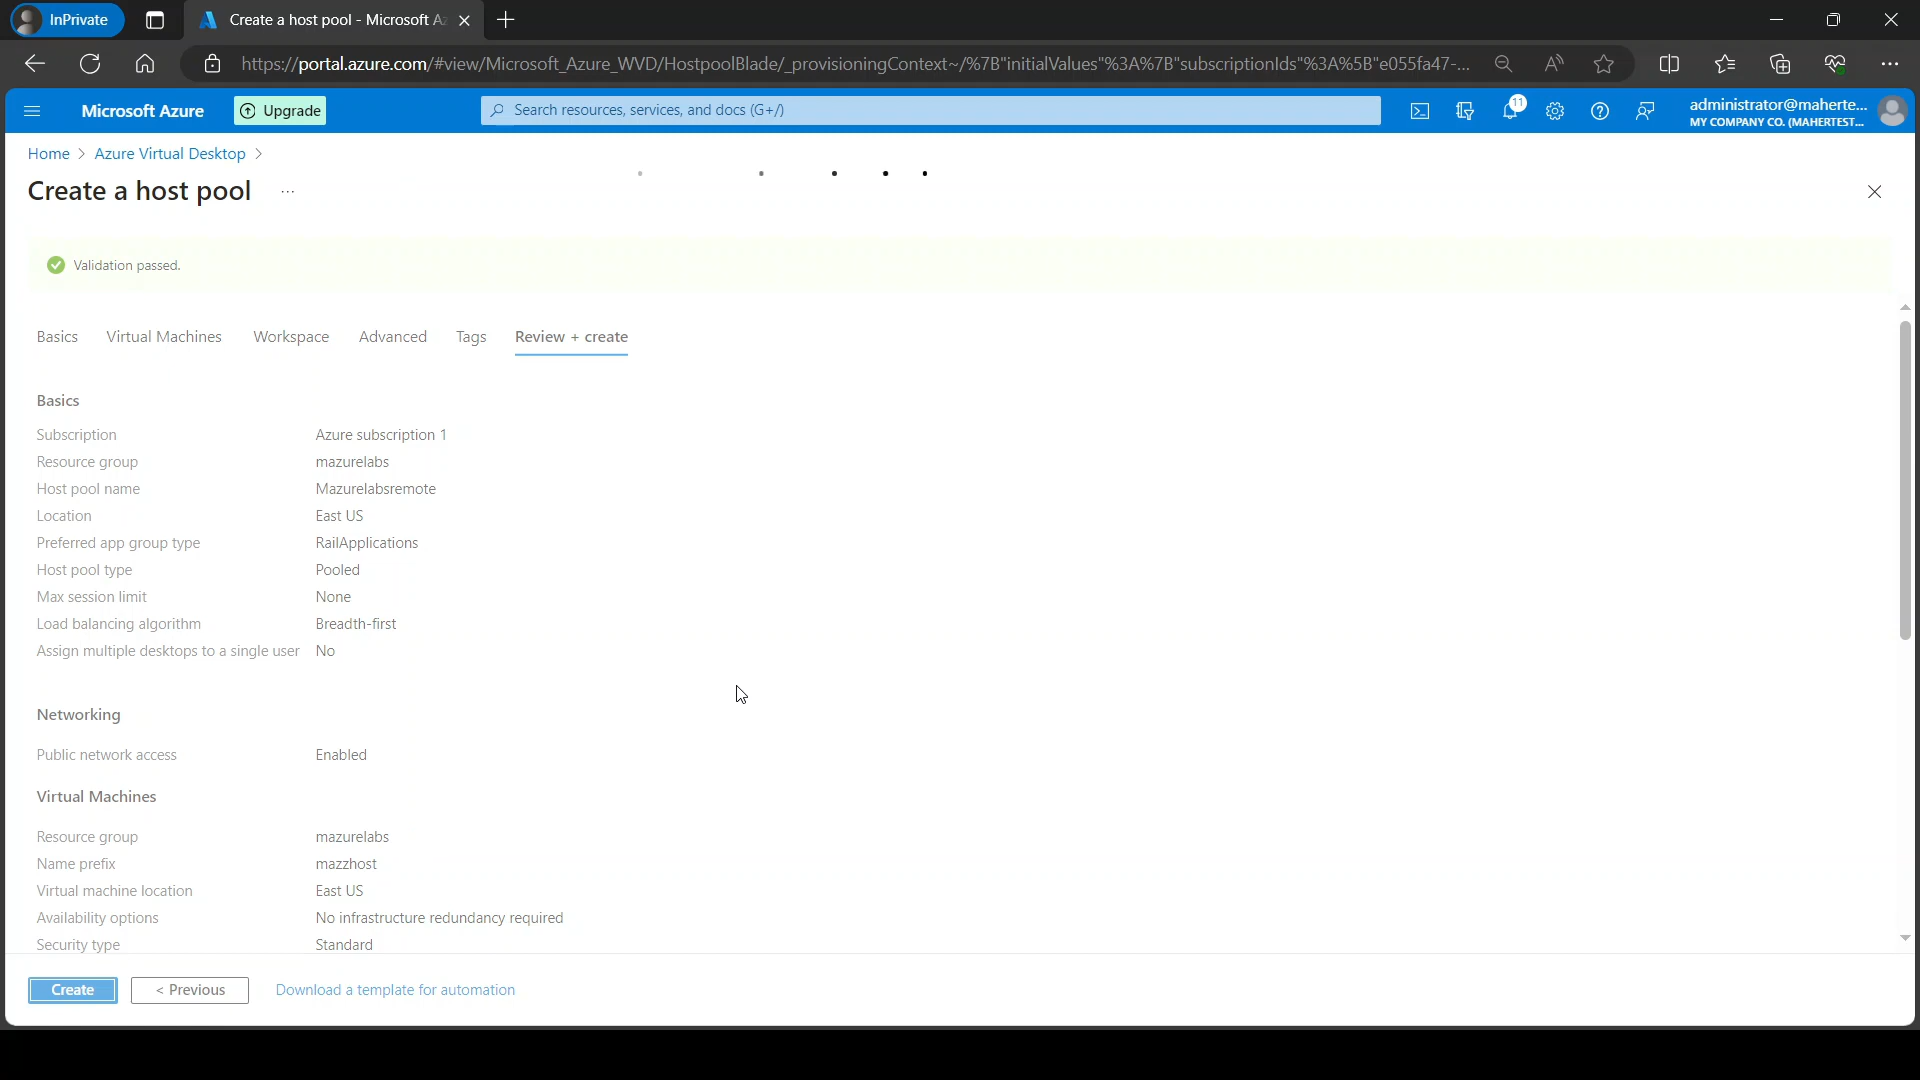 InPrivate
Create a host pool - Microsoft Az
https://portal.azure.com/#view/Microsoft_Azure_WVD/HostpoolBlade/_provisioningContext~/%7B"initialValues"%3A%7B"subscriptionIds"%3A%5B"e055fa47-...
Microsoft Azure
Upgrade
Search resources, services, and docs (G+/)
11
administrator@maherte...
MY COMPANY CO. (MAHERTEST...
Home > Azure Virtual Desktop >
Create a host pool ...
Validation passed.
Basics Virtual Machines Workspace Advanced Tags Review + create
Basics
Subscription Azure subscription 1
Resource group mazurelabs
Host pool name Mazurelabsremote
Location East US
Preferred app group type RailApplications
Host pool type Pooled
Max session limit None
Load balancing algorithm Breadth-first
Assign multiple desktops to a single user No
Networking
Public network access Enabled
Virtual Machines
Resource group mazurelabs
Name prefix mazzhost
Virtual machine location East US
Availability options No infrastructure redundancy required
Security type Standard
Create < Previous Download a template for automation